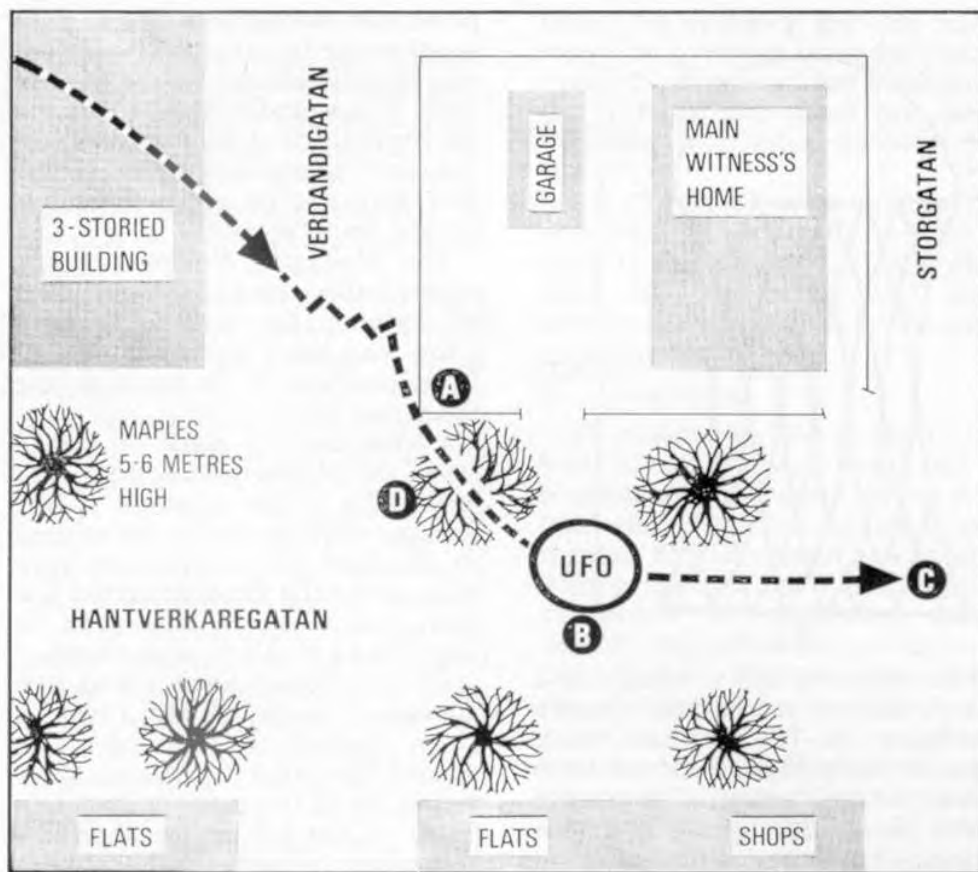 VERDANDIGATAN
GARAGE
MAIN
WITNESS'S
HOME
STORGATAN
3-STORIED
BUILDING
A
MAPLES
5·6 METRES
HIGH
D
UFO
C
B
HANTVERKAREGATAN
FLATS
FLATS
SHOPS